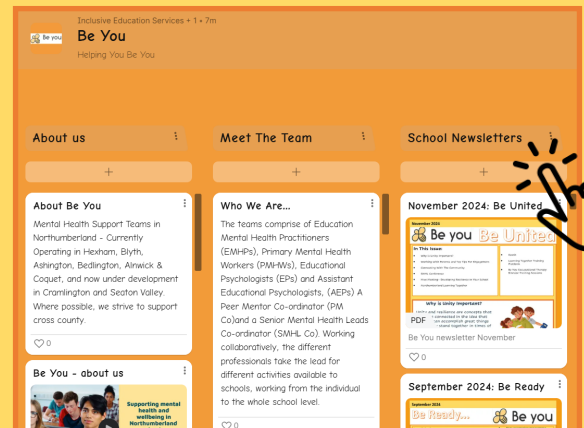 Inclusive Education Services + 1 • 7m
Be You
Be you
Helping You Be You
About us
Meet The Team
School Newsletters
About Be You
Mental Health Support Teams in
Northumberland - Currently
Operating in Hexham, Blyth,
Ashington, Bedlington, Alnwick &
Coquet, and now under development
in Cramlington and Seaton Valley.
Where possible, we strive to support
cross county.
0
Be You - about us
Supporting mental
health and
wellbeing in
Northumberland
Who We Are...
The teams comprise of Education
Mental Health Practitioners
(EMHPs), Primary Mental Health
Workers (PMHWs), Educational
Psychologists (EPs) and Assistant
Educational Psychologists, (AEPs) A
Peer Mentor Co-ordinator (PM
Co)and a Senior Mental Health Leads
Co-ordinator (SMHL Co). Working
collaboratively, the different
professionals take the lead for
different activities available to
schools, working from the individual
to the whole school level.
0
November 2024: Be United
November 2024
Be you Be United
In This Issue:
Why is Unity Important?
PDF
Be You newsletter November
0
September 2024: Be Ready
September 2024
Be Ready... Be you